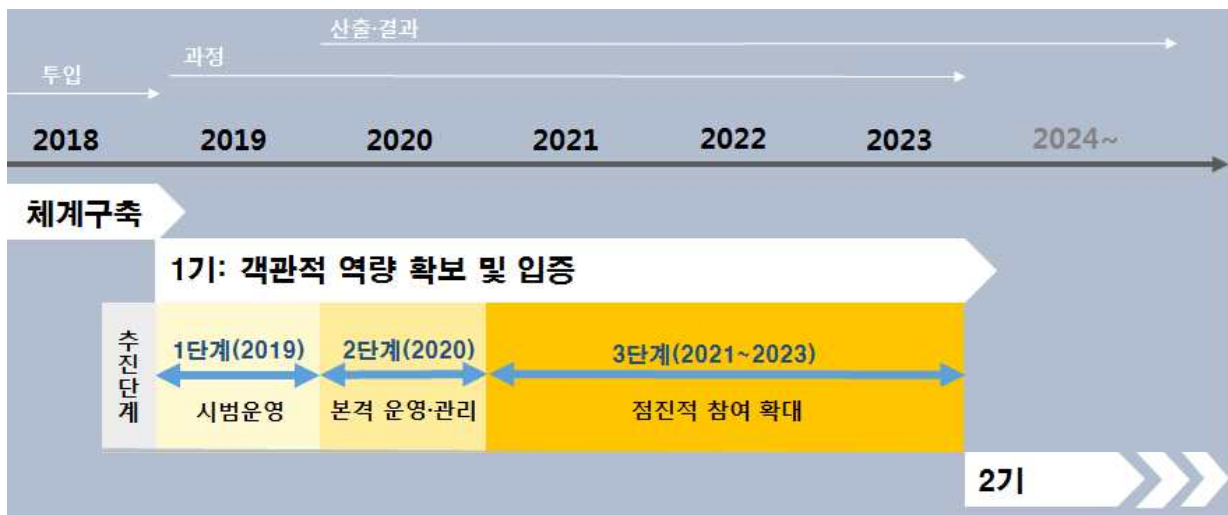 산출·결과
과정
투입
2018 2019 2020 2021 2022 2023 2024~
체계구축
1기: 객관적 역량 확보 및 입증
추진단계
1단계(2019) 2단계(2020) 3단계(2021~2023)
시범운영 본격 운영·관리 점진적 참여 확대
2기